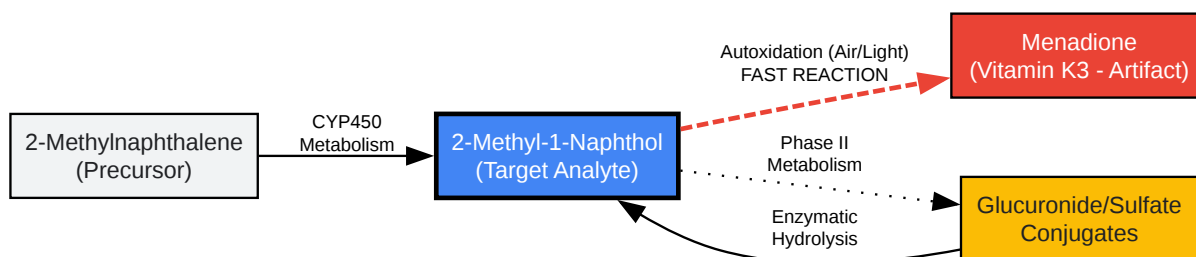 2-Methylnaphthalene
(Precursor)
CYP450
Metabolism
2-Methyl-1-Naphthol
(Target Analyte)
Autoxidation (Air/Light)
FAST REACTION
Menadione
(Vitamin K3 - Artifact)
Phase II
Metabolism
Enzymatic
Hydrolysis
Glucuronide/Sulfate
Conjugates